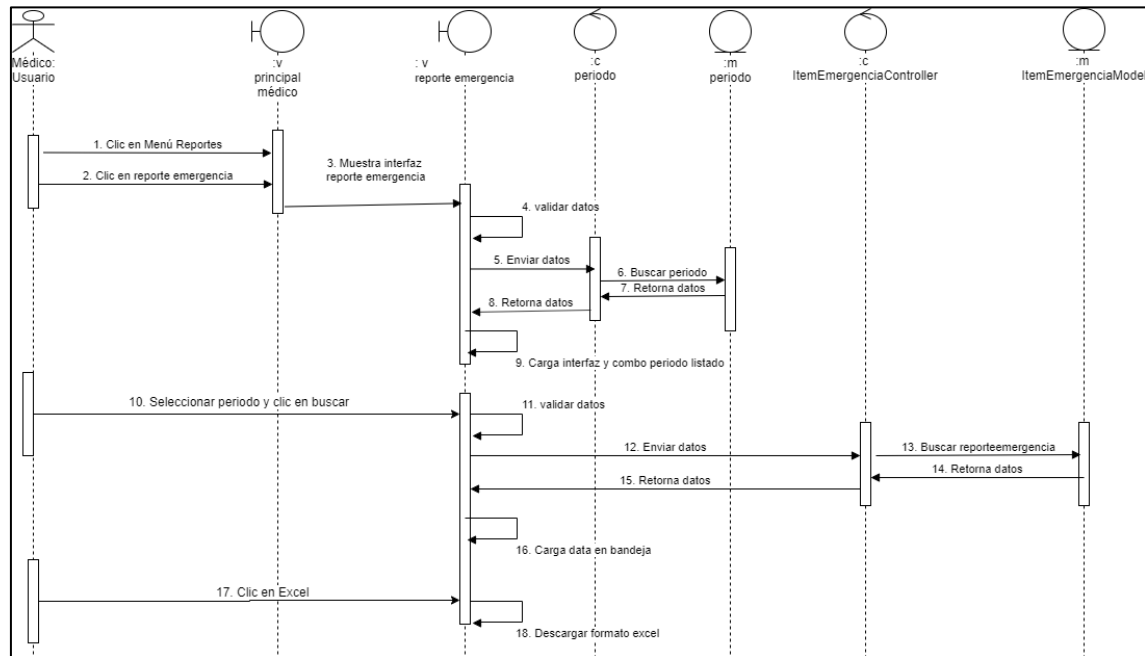 Médico:
Usuario
:v
principal
médico
: v
reporte emergencia
:c
periodo
:m
periodo
:c
ItemEmergenciaController
:m
ItemEmergenciaModel
1. Clic en Menú Reportes
2. Clic en reporte emergencia
3. Muestra interfaz
reporte emergencia
4. validar datos
5. Enviar datos
6. Buscar periodo
7. Retorna datos
8. Retorna datos
9. Carga interfaz y combo periodo listado
10. Seleccionar periodo y clic en buscar
11. validar datos
12. Enviar datos
13. Buscar reporteemergencia
14. Retorna datos
15. Retorna datos
16. Carga data en bandeja
17. Clic en Excel
18. Descargar formato excel